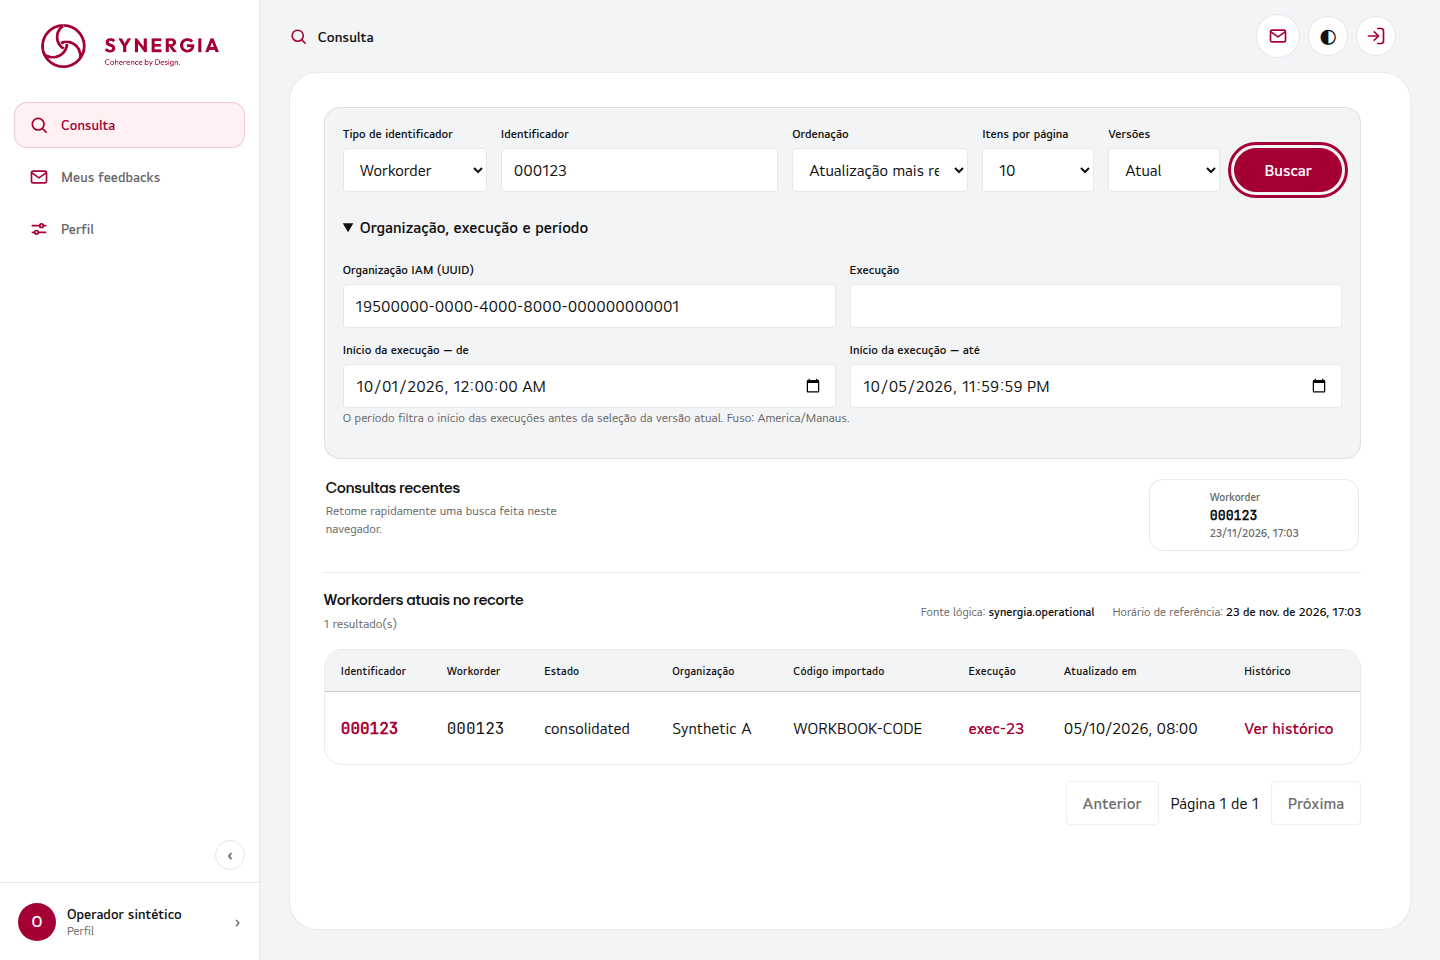 SYNERGIA
Coherence by Design.
Consulta
Meus feedbacks
Perfil
Operador sintético
Perfil
O
Consulta
Tipo de identificador
Identificador
Ordenação
Itens por página
Versões
Workorder
000123
Atualização mais re
10
Atual
Buscar
Organização, execução e período
Organização IAM (UUID)
Execução
19500000-0000-4000-8000-000000000001
Início da execução — de
Início da execução — até
10/01/2026, 12:00:00 AM
10/05/2026, 11:59:59 PM
O período filtra o início das execuções antes da seleção da versão atual. Fuso: America/Manaus.
Consultas recentes
Retome rapidamente uma busca feita neste
navegador.
Workorder
000123
23/11/2026, 17:03
Workorders atuais no recorte
1 resultado(s)
Fonte lógica: synergia.operational
Horário de referência: 23 de nov. de 2026, 17:03
Identificador
Workorder
Estado
Organização
Código importado
Execução
Atualizado em
Histórico
000123
000123
consolidated
Synthetic A
WORKBOOK-CODE
exec-23
05/10/2026, 08:00
Ver histórico
Anterior
Página 1 de 1
Próxima